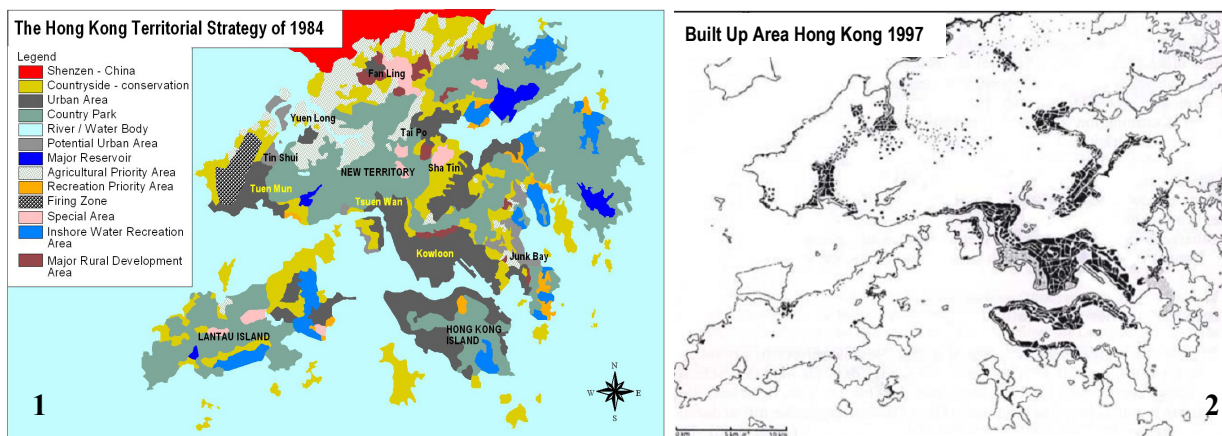 The Hong Kong Territorial Strategy of 1984
Legend
Shenzen - China
Countryside - conservation
Urban Area
Country Park
River / Water Body
Potential Urban Area
Major Reservoir
Agricultural Priority Area
Recreation Priority Area
Firing Zone
Special Area
Inshore Water Recreation
Area
Major Rural Development
Area
Fan Ling
Yuen Long
Tai Po
Tin Shui
Sha Tin
NEW TERRITORY
Tuen Mun
Tsuen Wan
Kowloon
Junk Bay
LANTAU ISLAND
HONG KONG
ISLAND
N
W
E
S
1
Built Up Area Hong Kong 1997
10 km
2